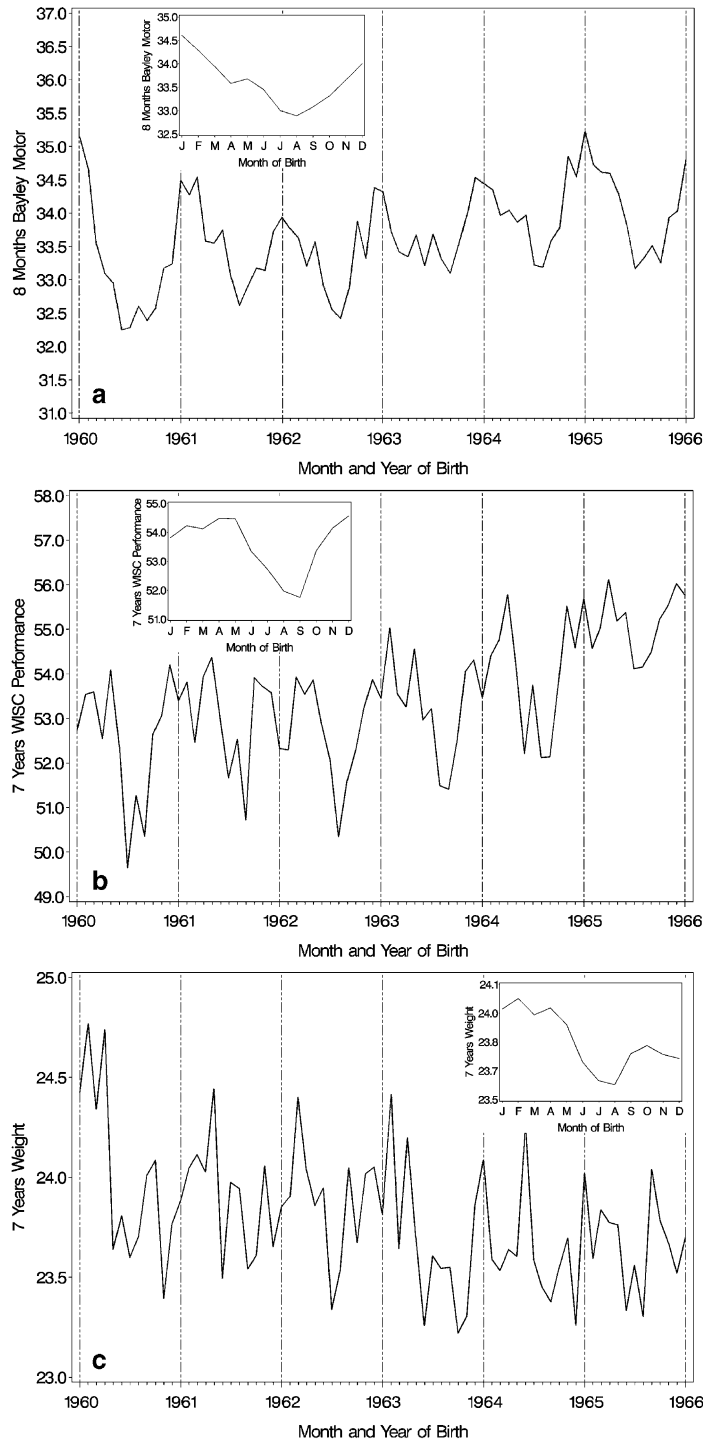 37.0
36.5
36.0
35.5
35.0
34.5
34.0
33.5
33.0
32.5
32.0
31.5
31.0
8 Months Bayley Motor
35.0
34.5
34.0
33.5
33.0
32.5
8 Months Bayley Motor
J F M A M J J A S O N D
Month of Birth
a
1960 1961 1962 1963 1964 1965 1966
Month and Year of Birth
58.0
57.0
56.0
55.0
54.0
53.0
52.0
51.0
50.0
49.0
7 Years WISC Performance
55.0
54.0
53.0
52.0
51.0
7 Years WISC Performance
J F M A M J J A S O N D
Month of Birth
b
1960 1961 1962 1963 1964 1965 1966
Month and Year of Birth
25.0
24.5
24.0
23.5
23.0
7 Years Weight
24.1
24.0
23.8
23.7
23.5
7 Years Weight
J F M A M J J A S O N D
Month of Birth
c
1960 1961 1962 1963 1964 1965 1966
Month and Year of Birth